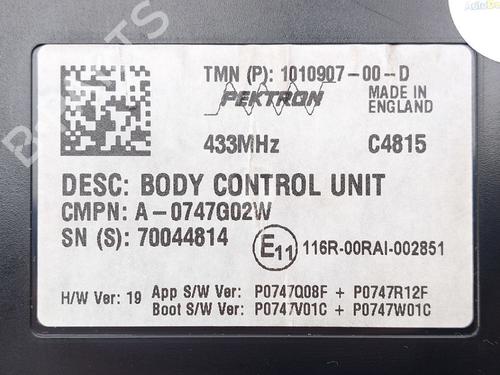 TMN (P): 1010907-00-D
PEKTRON
MADE IN
ENGLAND
433MHz C4815
DESC: BODY CONTROL UNIT
CMPN: A-0747G02W
SN (S): 70044814
E11 116R-00RAI-002851
H/W Ver: 19 App S/W Ver: P0747Q08F + P0747R12F
Boot S/W Ver: P0747V01C + P0747W01C